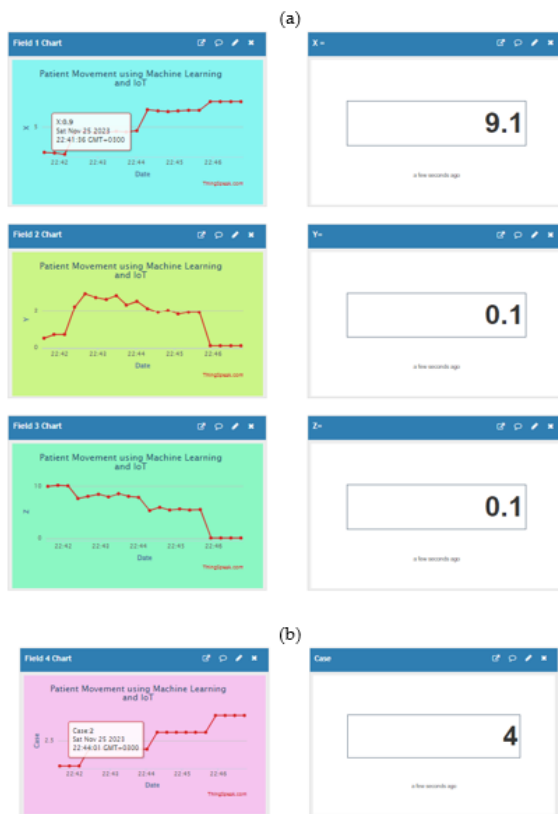 (a)
Field 1 Chart
X =
Patient Movement using Machine Learning
and IoT
X:0.9
Sat Nov 25 2023
22:41:36 GMT+0300
X
5
22:42 22:43 22:44 22:45 22:46
Date
ThingSpeak.com
9.1
a few seconds ago
Field 2 Chart
Y=
Patient Movement using Machine Learning
and IoT
Y
0
22:42 22:43 22:44 22:45 22:46
Date
ThingSpeak.com
0.1
a few seconds ago
Field 3 Chart
Z=
Patient Movement using Machine Learning
and IoT
Z
10
0
22:42 22:43 22:44 22:45 22:46
Date
ThingSpeak.com
0.1
a few seconds ago
(b)
Field 4 Chart
Case
Patient Movement using Machine Learning
and IoT
Case:2
Sat Nov 25 2023
22:44:01 GMT+0300
Case
2.5
22:42 22:43 22:44 22:45 22:46
Date
ThingSpeak.com
4
a few seconds ago